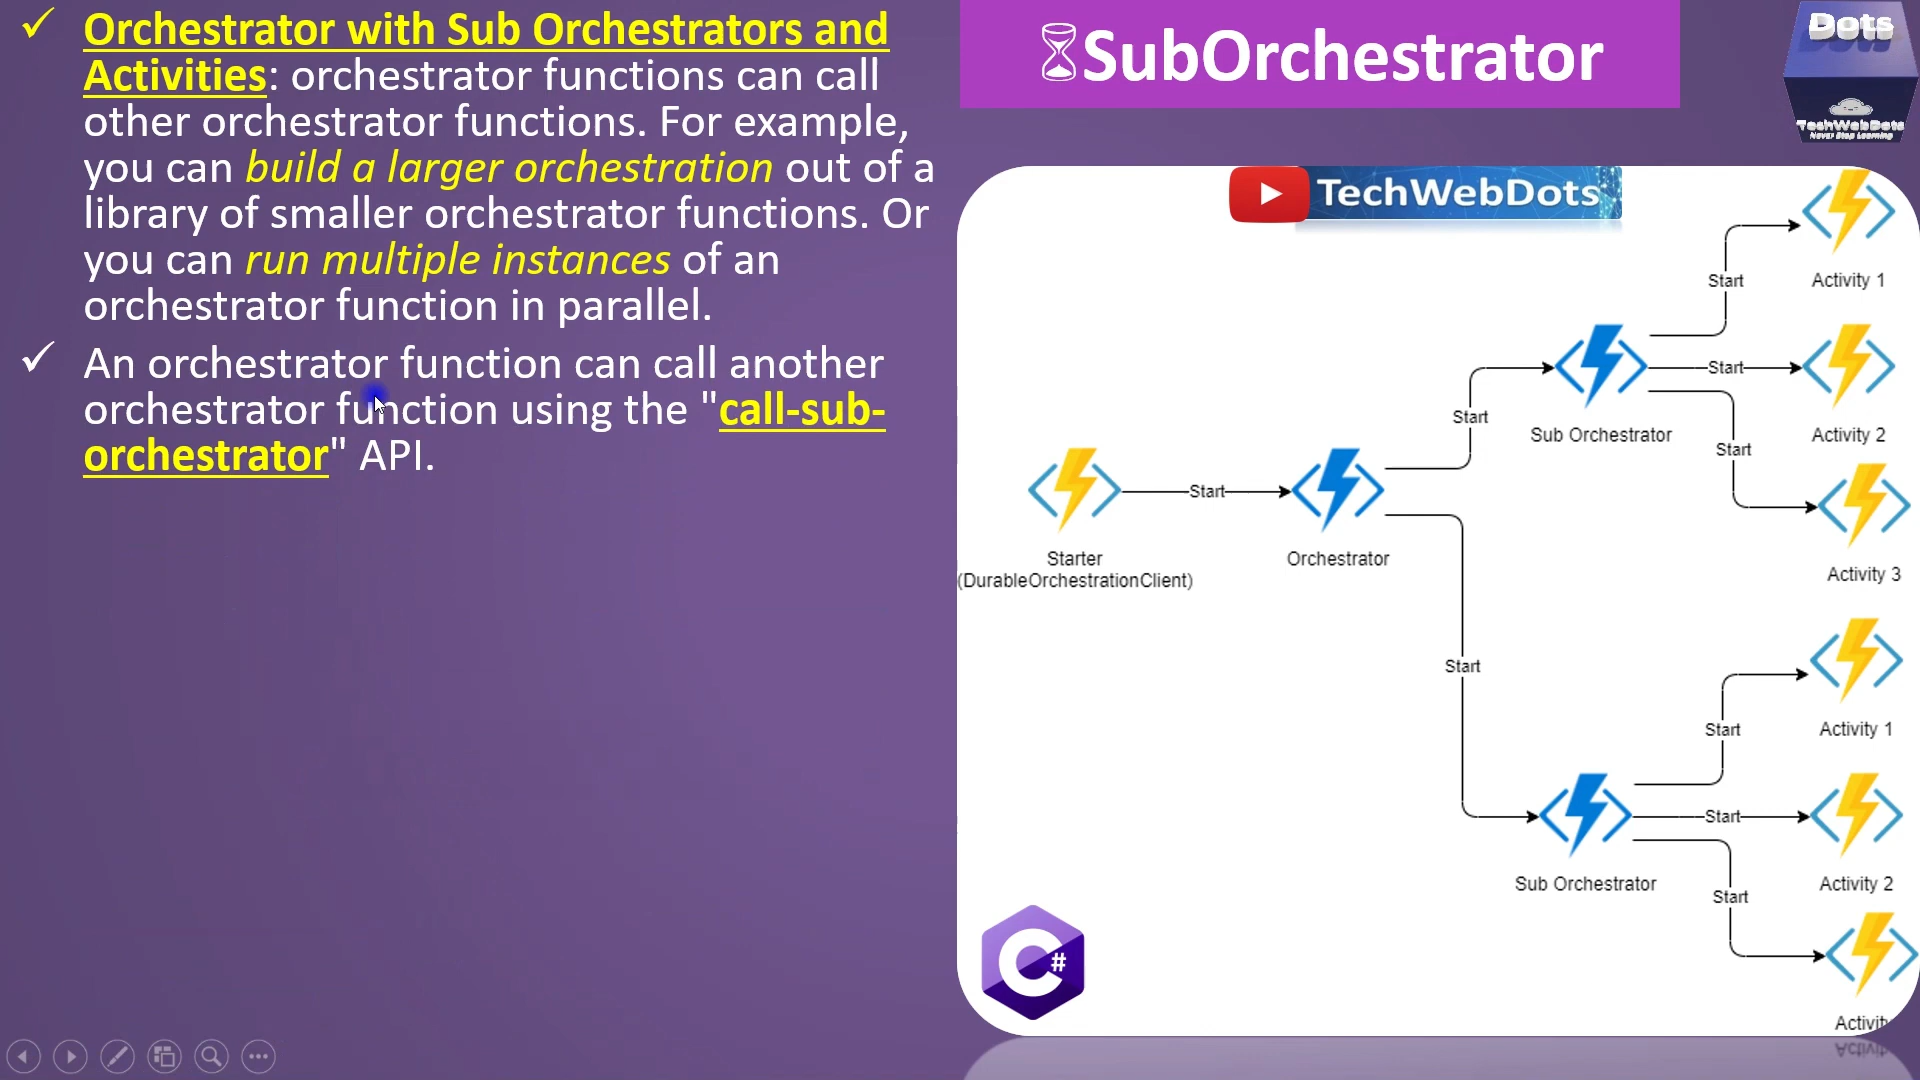 Orchestrator with Sub Orchestrators and
Activities: orchestrator functions can call
other orchestrator functions. For example,
you can build a larger orchestration out of a
library of smaller orchestrator functions. Or
you can run multiple instances of an
orchestrator function in parallel.
An orchestrator function can call another
orchestrator function using the "call-sub-
orchestrator" API.
SubOrchestrator
Dots
TechWebDots
Never Stop Learning
TechWebDots
Start
Activity 1
Start
Activity 2
Start
Sub Orchestrator
Start
Activity 3
Start
Starter
(DurableOrchestrationClient)
Orchestrator
Start
Start
Activity 1
Start
Activity 2
Sub Orchestrator
Start
Activity
C#